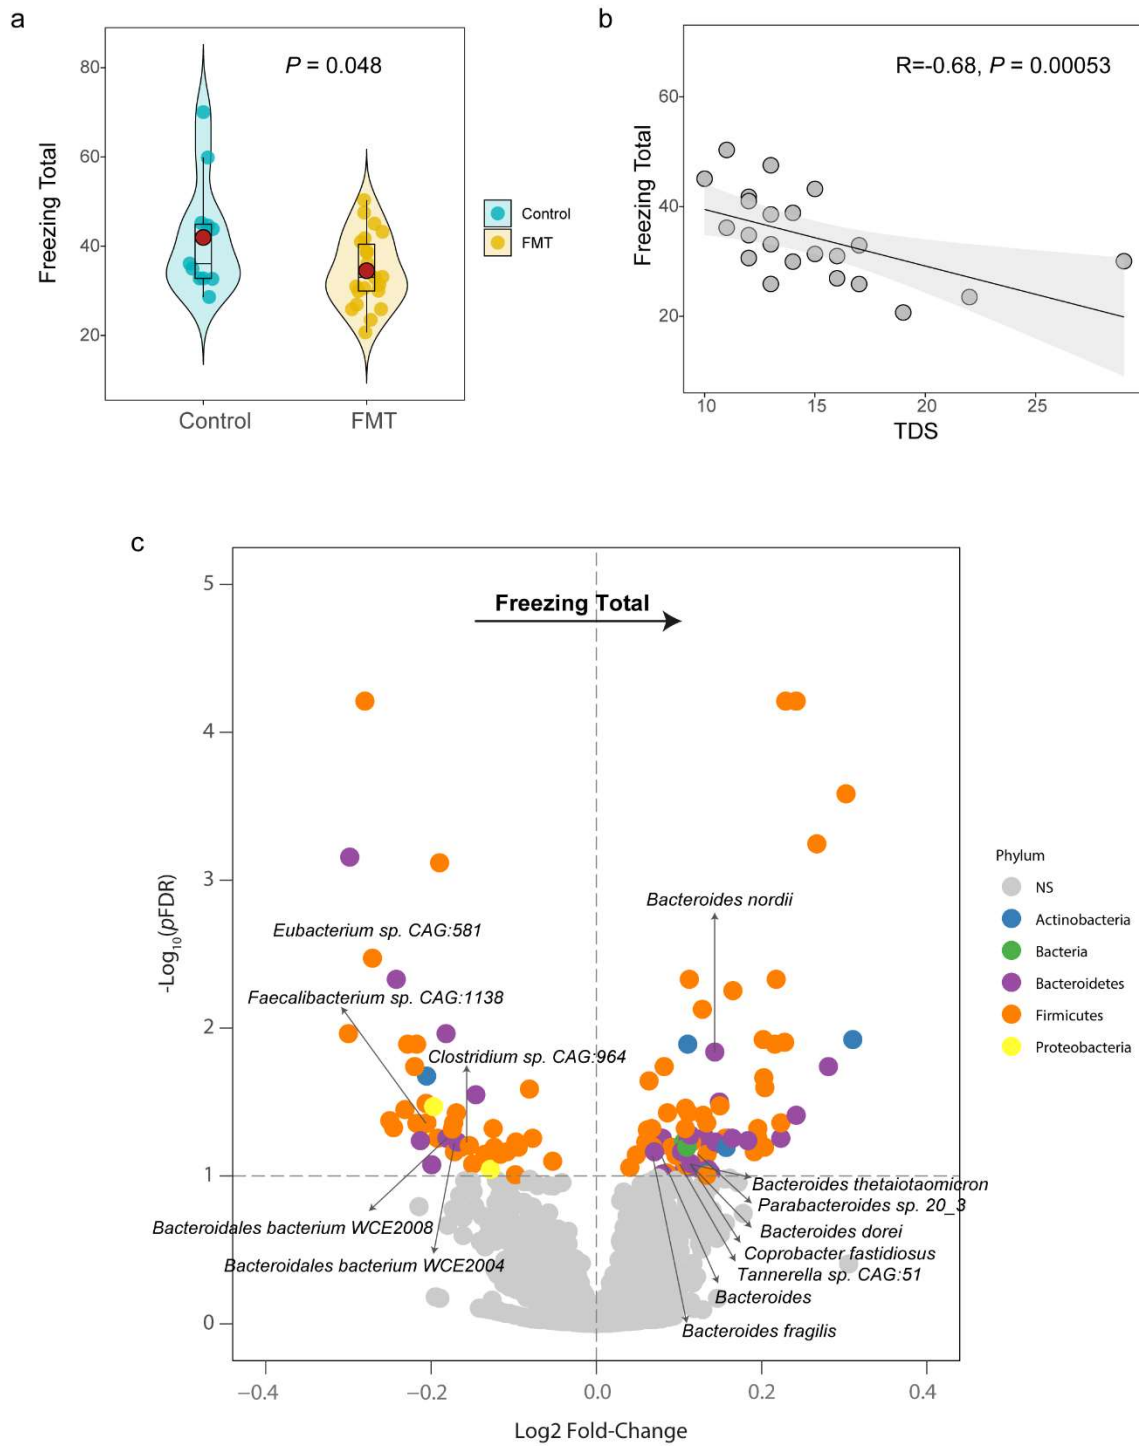 a
P = 0.048
80
60
40
20
Freezing Total
Control
FMT
Control
FMT
b
R=-0.68, P = 0.00053
60
40
20
Freezing Total
10
15
20
25
TDS
c
Freezing Total
5
4
3
2
1
0
-Log10(pFDR)
Bacteroides nordii
Eubacterium sp. CAG:581
Faecalibacterium sp. CAG:1138
Clostridium sp. CAG:964
Bacteroides thetaiotaomicron
Parabacteroides sp. 20_3
Bacteroidales bacterium WCE2008
Bacteroides dorei
Coprobacter fastidiosus
Bacteroidales bacterium WCE2004
Tannerella sp. CAG:51
Bacteroides
Bacteroides fragilis
−0.4
−0.2
0.0
0.2
0.4
Log2 Fold-Change
Phylum
NS
Actinobacteria
Bacteria
Bacteroidetes
Firmicutes
Proteobacteria